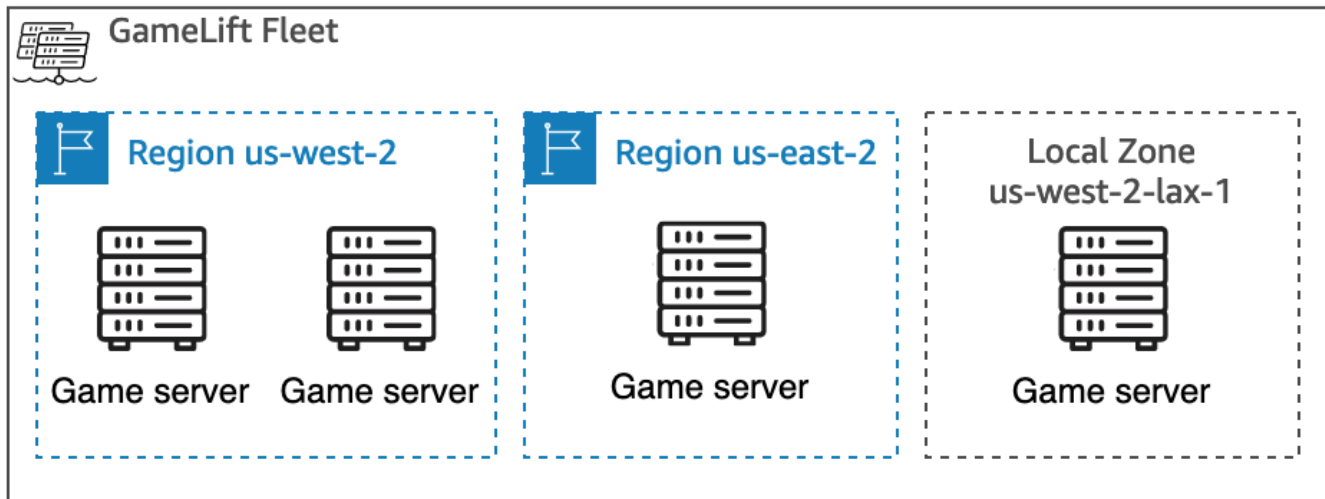 GameLift Fleet
Region us-west-2
Game server
Game server
Region us-east-2
Game server
Local Zone
us-west-2-lax-1
Game server